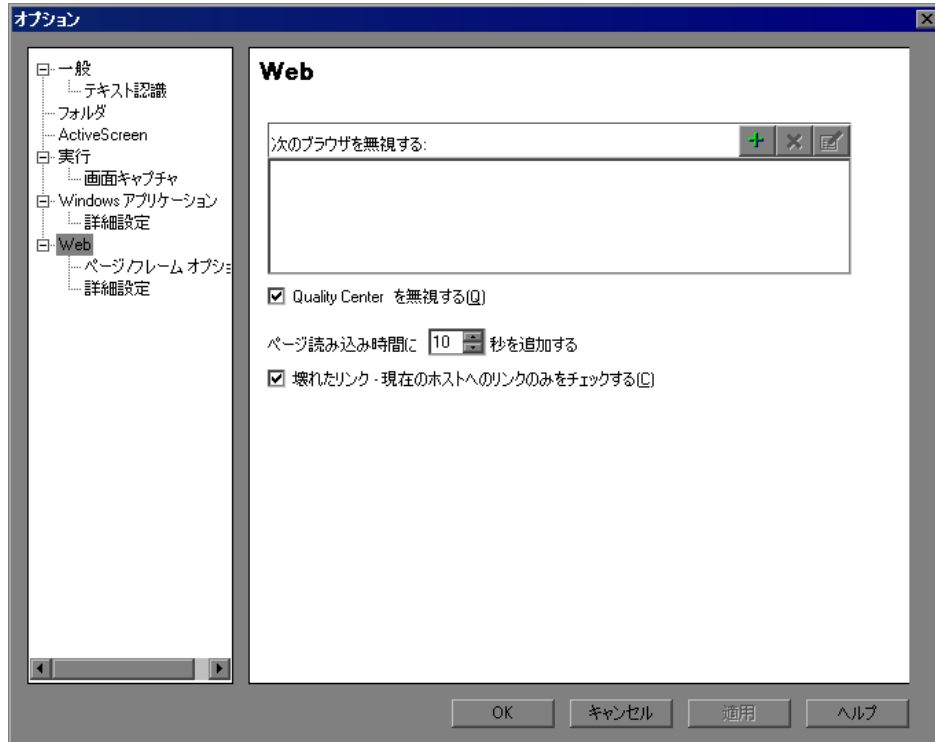 オプション
一般
テキスト認識
フォルダ
ActiveScreen
実行
画面キャプチャ
Windows アプリケーション
詳細設定
Web
ページ/フレーム オプショ
詳細設定
Web
次のブラウザを無視する:
Quality Center を無視する(Q)
ページ読み込み時間に 10 秒を追加する
壊れたリンク - 現在のホストへのリンクのみをチェックする(C)
OK キャンセル 適用 ヘルプ